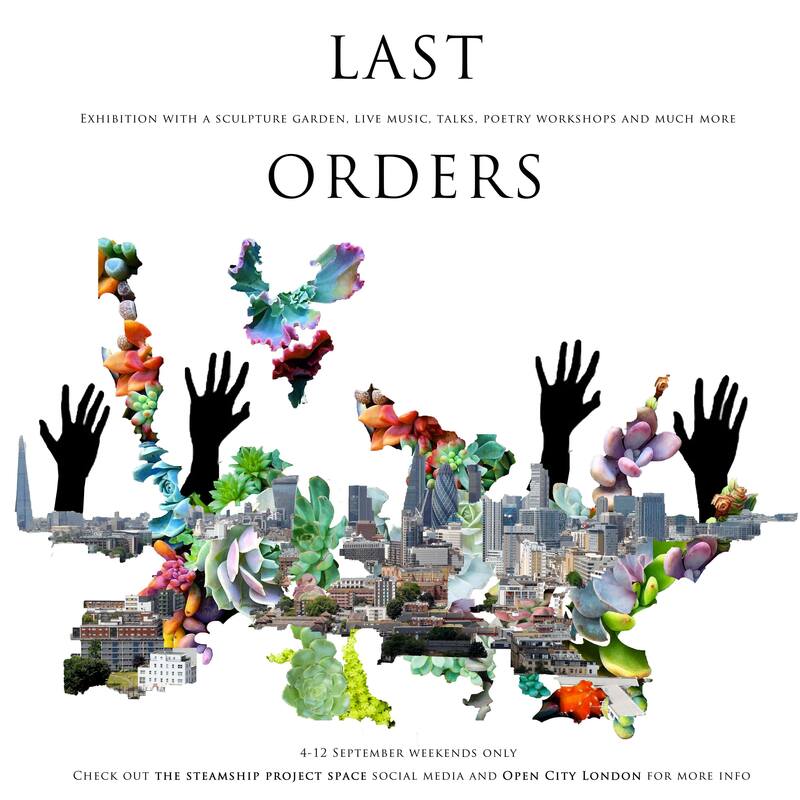 LAST
Exhibition with a sculpture garden, live music, talks, poetry workshops and much more
ORDERS
4-12 September weekends only
Check out the steamship project space social media and Open City London for more info